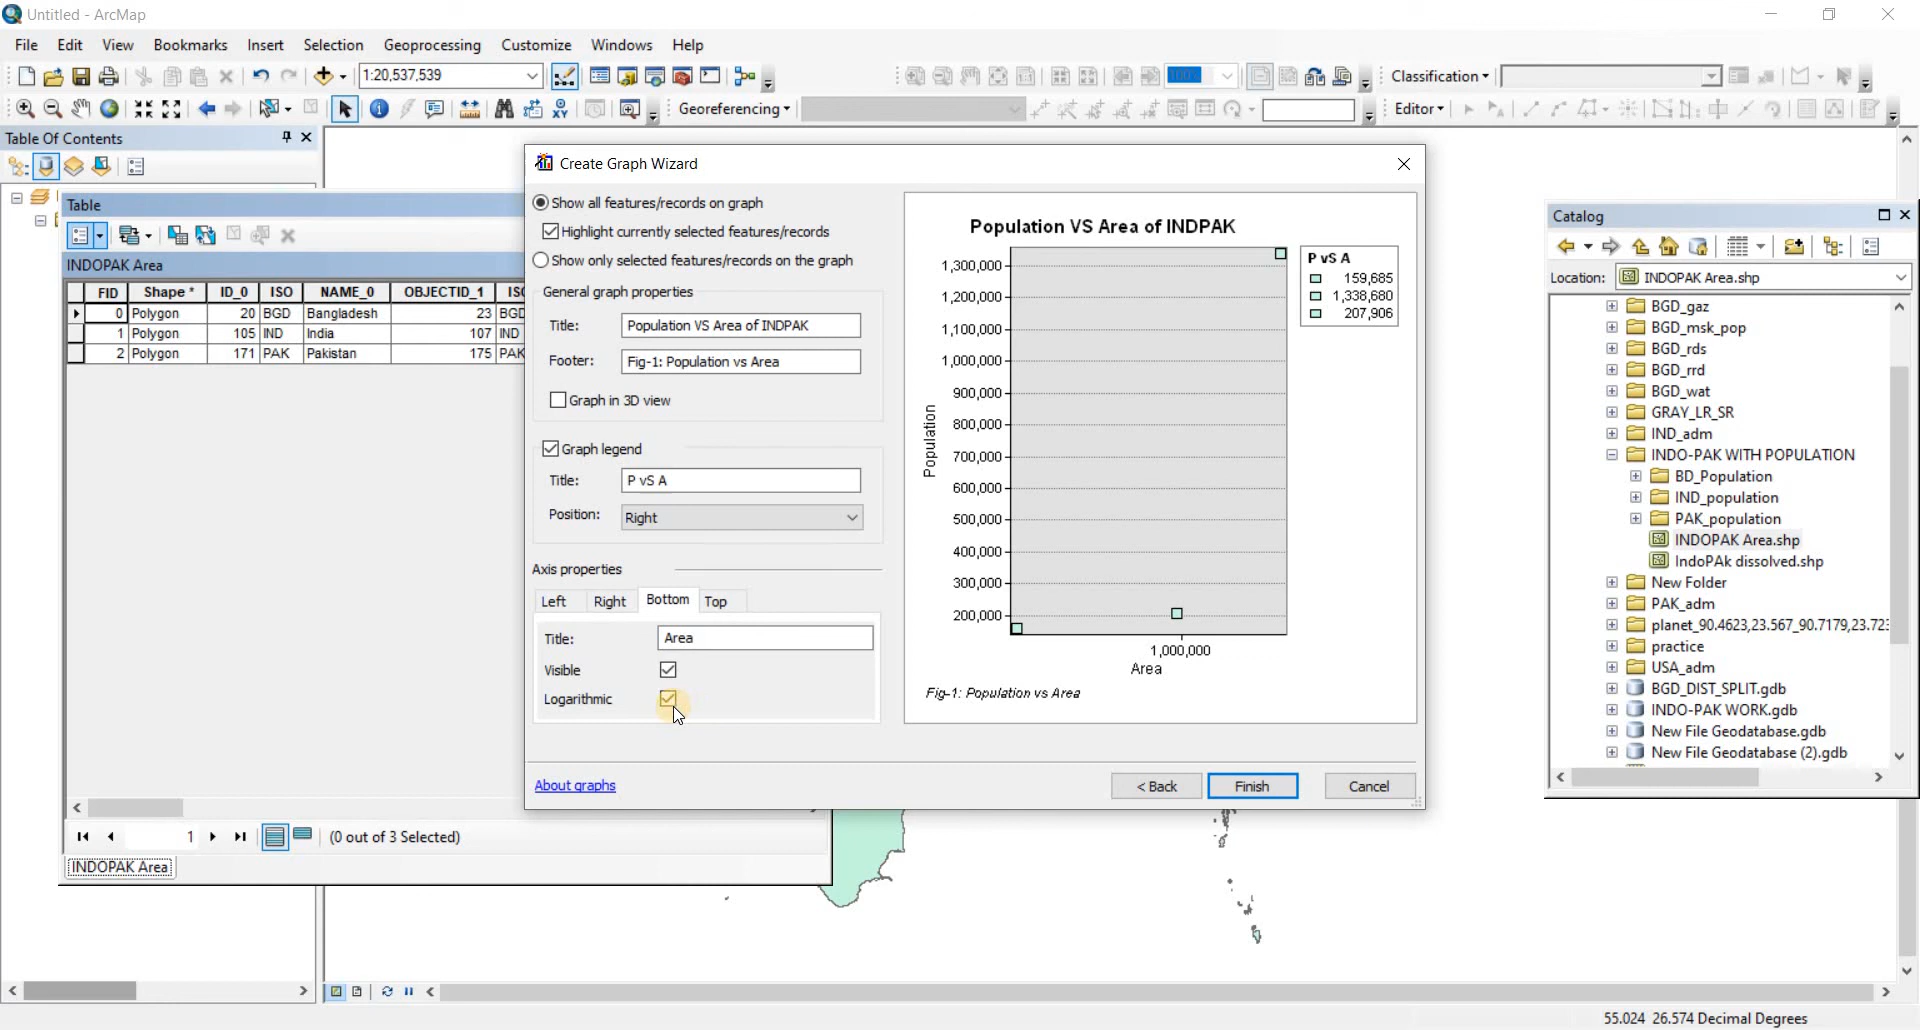 Untitled - ArcMap
File Edit View Bookmarks Insert Selection Geoprocessing Customize Windows Help
1:20,537,539
100%
Classification
Georeferencing
Editor
Table Of Contents
Table
INDOPAK Area
FID Shape * ID_0 ISO NAME_0 OBJECTID_1
0 Polygon 20 BGD Bangladesh 23 BGD
1 Polygon 105 IND India 107 IND
2 Polygon 171 PAK Pakistan 175 PAK
1
(0 out of 3 Selected)
INDOPAK Area
Create Graph Wizard
Show all features/records on graph
Highlight currently selected features/records
Show only selected features/records on the graph
General graph properties
Title: Population VS Area of INDPAK
Footer: Fig-1: Population vs Area
Graph in 3D view
Graph legend
Title: P vS A
Position: Right
Axis properties
Left Right Bottom Top
Title: Area
Visible
Logarithmic
Population VS Area of INDPAK
1,300,000
1,200,000
1,100,000
1,000,000
900,000
800,000
700,000
600,000
500,000
400,000
300,000
200,000
Population
1,000,000
Area
P vS A
159,685
1,338,680
207,906
Fig-1: Population vs Area
About graphs
< Back Finish Cancel
Catalog
Location: INDOPAK Area.shp
BGD_gaz
BGD_msk_pop
BGD_rds
BGD_rrd
BGD_wat
GRAY_LR_SR
IND_adm
INDO-PAK WITH POPULATION
BD_Population
IND_population
PAK_population
INDOPAK Area.shp
IndoPAk dissolved.shp
New Folder
PAK_adm
planet_90.4623,23.567_90.7179,23.723
practice
USA_adm
BGD_DIST_SPLIT.gdb
INDO-PAK WORK.gdb
New File Geodatabase.gdb
New File Geodatabase (2).gdb
55.024 26.574 Decimal Degrees